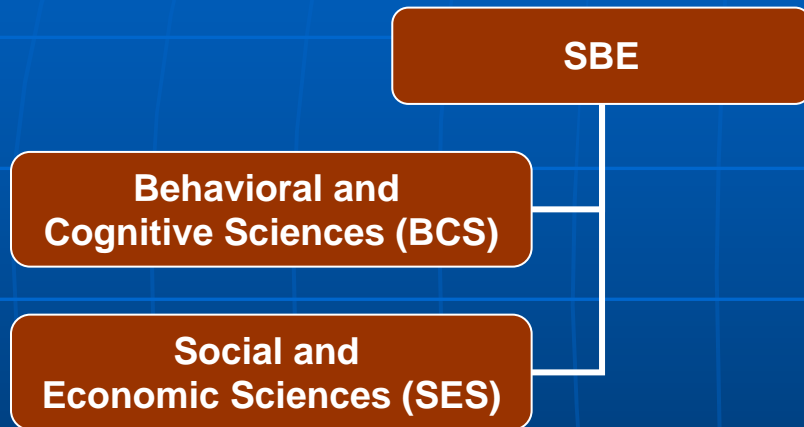 SBE
Behavioral and
Cognitive Sciences (BCS)
Social and
Economic Sciences (SES)